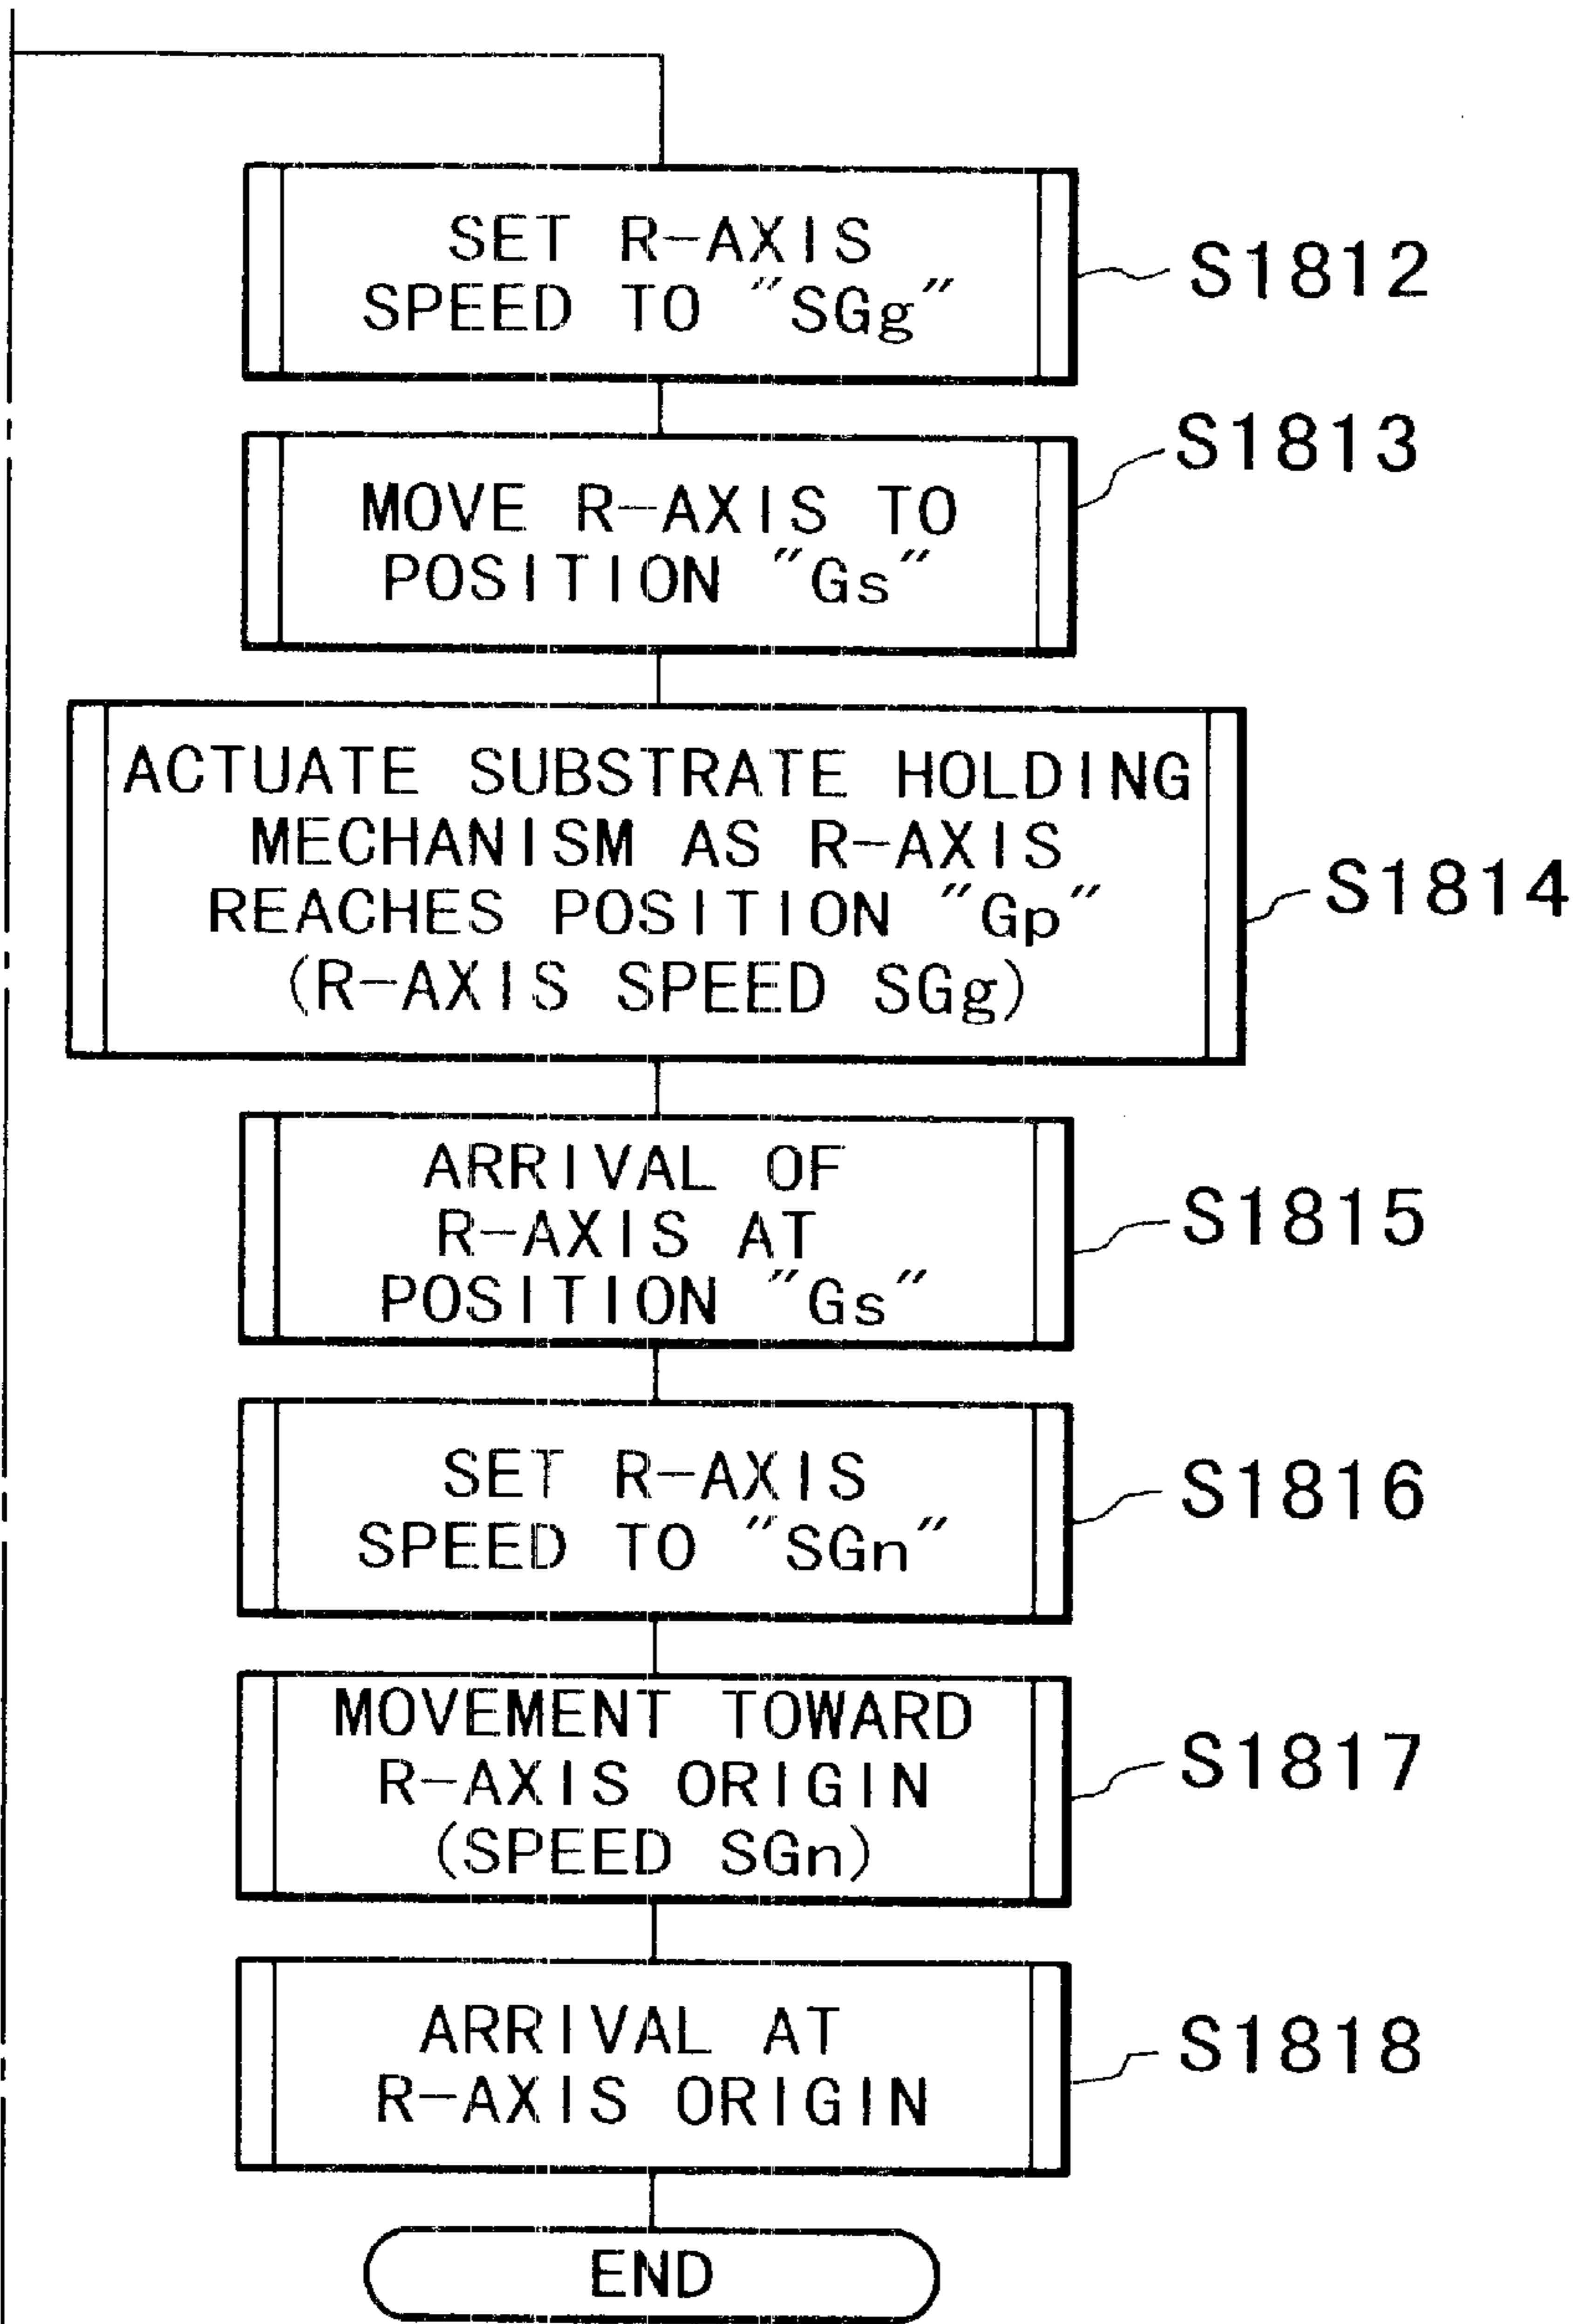 SET R-AXIS
SPEED TO "SGg"
S1812
MOVE R-AXIS TO
POSITION "Gs"
S1813
ACTUATE SUBSTRATE HOLDING
MECHANISM AS R-AXIS
REACHES POSITION "Gp"
(R-AXIS SPEED SGg)
S1814
ARRIVAL OF
R-AXIS AT
POSITION "Gs"
S1815
SET R-AXIS
SPEED TO "SGn"
S1816
MOVEMENT TOWARD
R-AXIS ORIGIN
(SPEED SGn)
S1817
ARRIVAL AT
R-AXIS ORIGIN
S1818
END